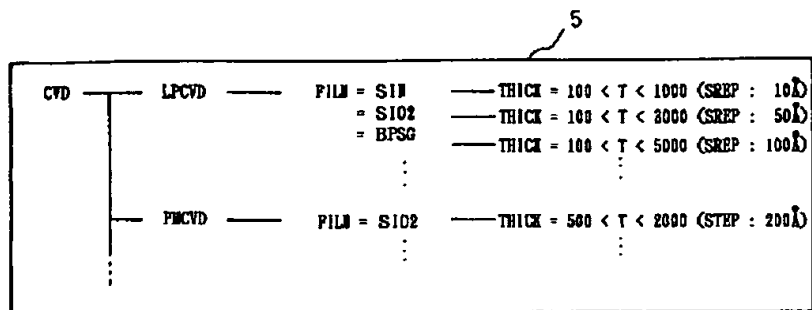 5
CVD LPCVD FILM = SIN THICK = 100 < T < 1000 (SREP : 10Å)
= SIO2 THICK = 100 < T < 3000 (SREP : 50Å)
= BPSG THICK = 100 < T < 5000 (SREP : 100Å)
PMCVD FILM = SIO2 THICK = 500 < T < 2000 (STEP : 200Å)